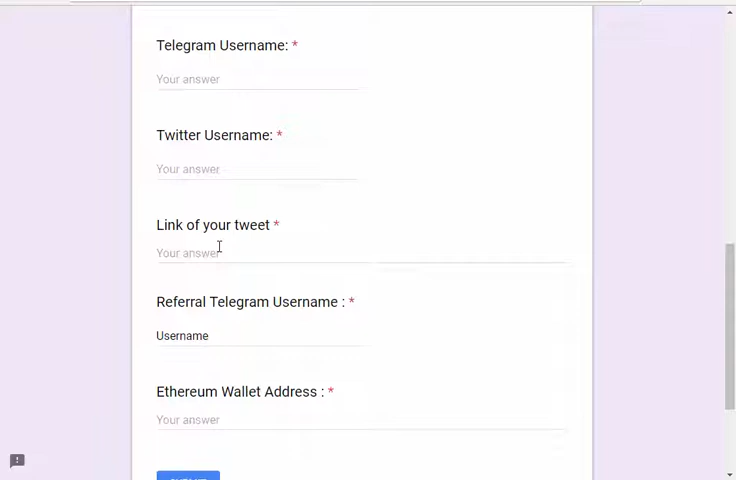 Telegram Username: *
Your answer
Twitter Username: *
Your answer
Link of your tweet *
Your answer
Referral Telegram Username : *
Username
Ethereum Wallet Address : *
Your answer